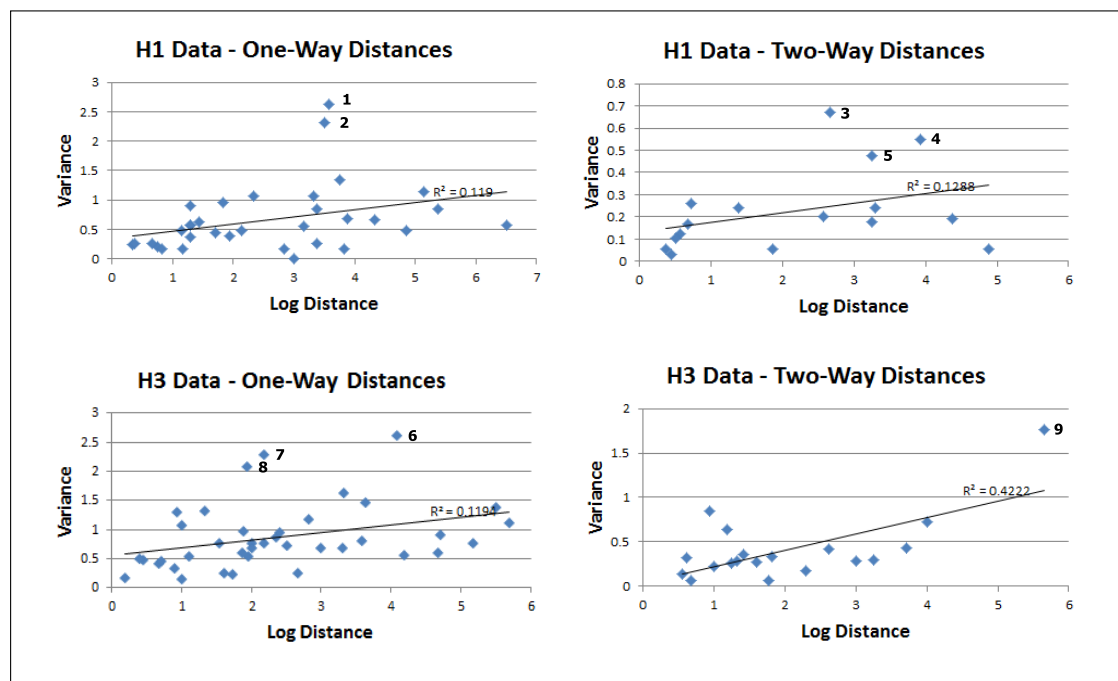 H1 Data - One-Way Distances
3
2.5
2
1.5
1
0.5
0
Variance
1
2
R² = 0.119
0 1 2 3 4 5 6 7
Log Distance
H1 Data - Two-Way Distances
0.8
0.7
0.6
0.5
0.4
0.3
0.2
0.1
0
Variance
3
4
5
R² = 0.1288
0 1 2 3 4 5 6
Log Distance
H3 Data - One-Way Distances
3
2.5
2
1.5
1
0.5
0
Variance
6
7
8
R² = 0.1194
0 1 2 3 4 5 6
Log Distance
H3 Data - Two-Way Distances
2
1.5
1
0.5
0
Variance
9
R² = 0.4222
0 1 2 3 4 5 6
Log Distance